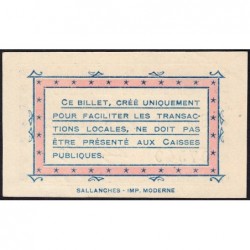 CE BILLET, CRÉÉ UNIQUEMENT
POUR FACILITER LES TRANSAC-
TIONS LOCALES, NE DOIT PAS
ÊTRE PRÉSENTÉ AUX CAISSES
PUBLIQUES.
SALLANCHES - IMP. MODERNE